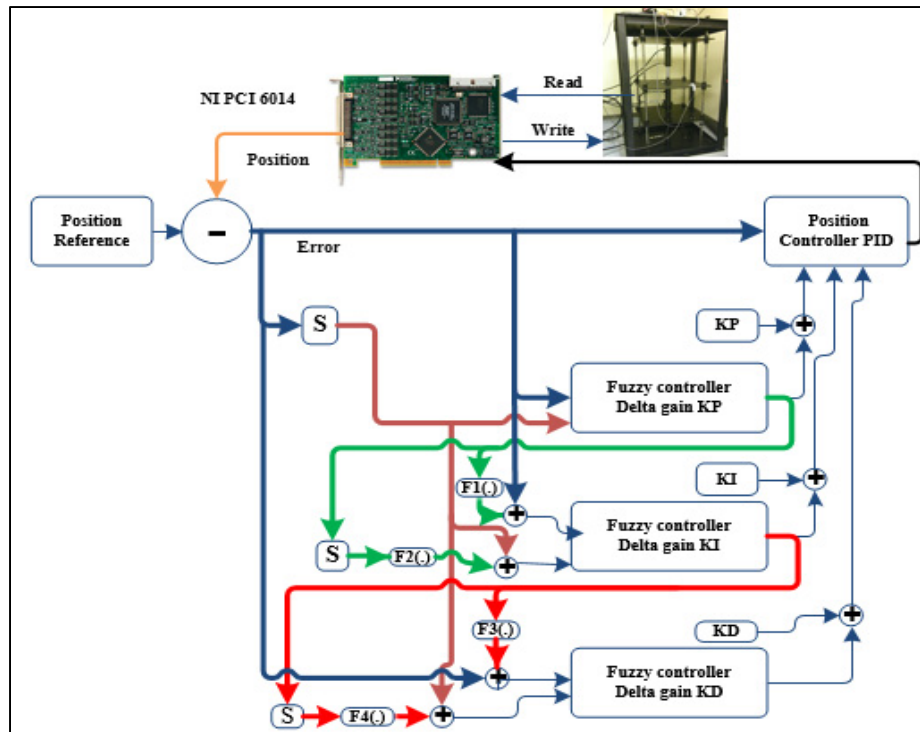 Read
NI PCI 6014
Write
Position
Position
Reference
-
Error
Position
Controller PID
S
KP
+
Fuzzy controller
Delta gain KP
F1(.)
+
KI
+
Fuzzy controller
Delta gain KI
S
F2(.)
+
F3(.)
KD
+
+
Fuzzy controller
Delta gain KD
S
F4(.)
+